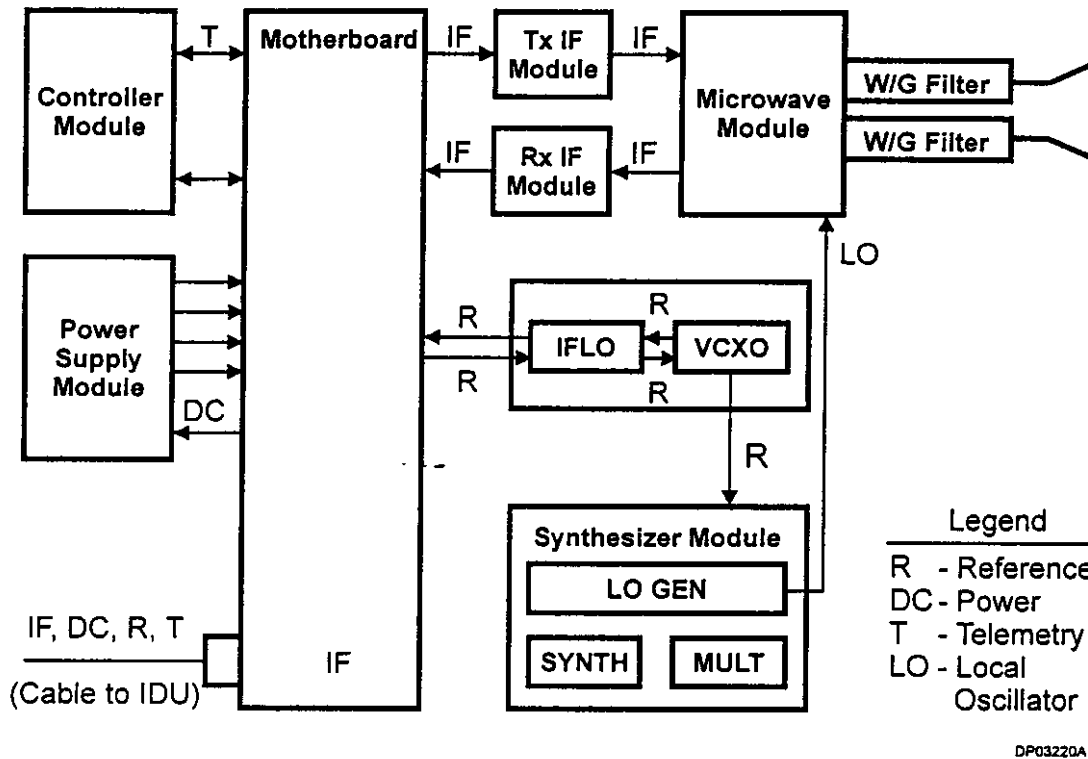 Controller
Module
T
Motherboard
IF
Tx IF
Module
IF
Microwave
Module
W/G Filter
W/G Filter
IF
Rx IF
Module
IF
LO
Power
Supply
Module
DC
R
R
IFLO
R
R
VCXO
R
Synthesizer Module
LO GEN
SYNTH
MULT
IF, DC, R, T
(Cable to IDU)
IF
Legend
R - Reference
DC - Power
T - Telemetry
LO - Local
Oscillator
DP03220A